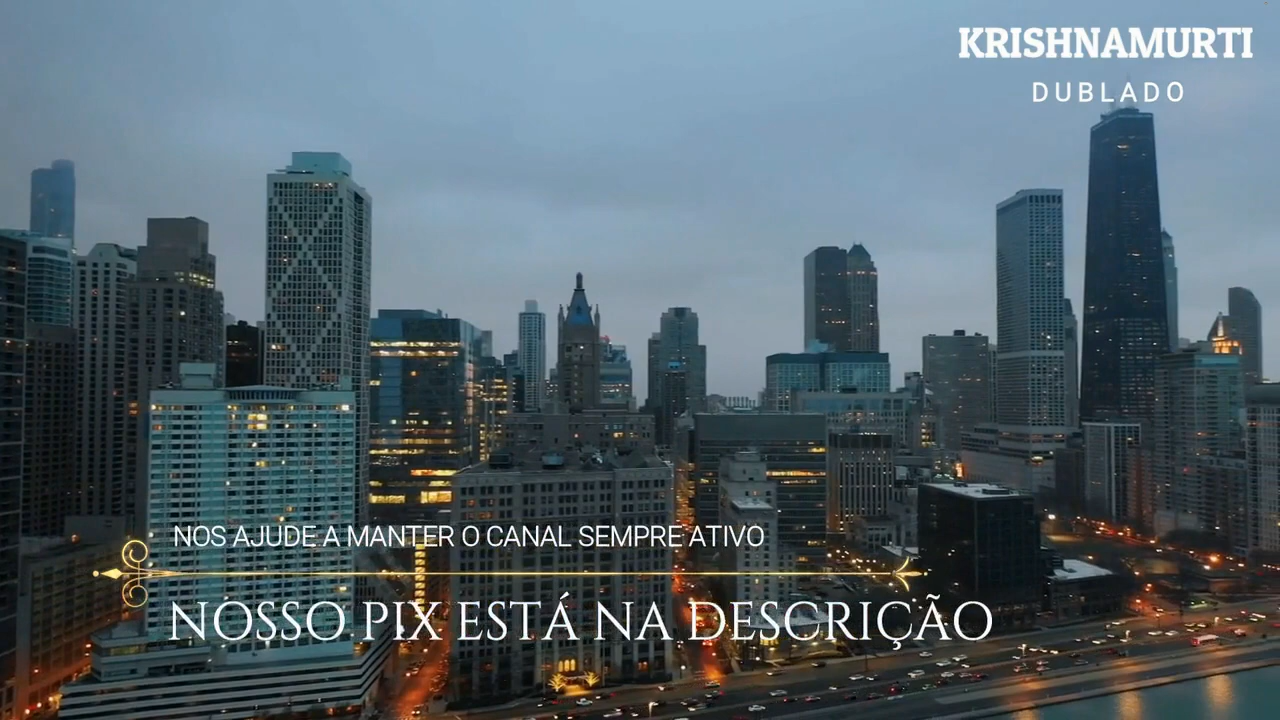 KRISHNAMURTI
DUBLADO
NOS AJUDE A MANTER O CANAL SEMPRE ATIVO
NOSSO PIX ESTÁ NA DESCRIÇÃO